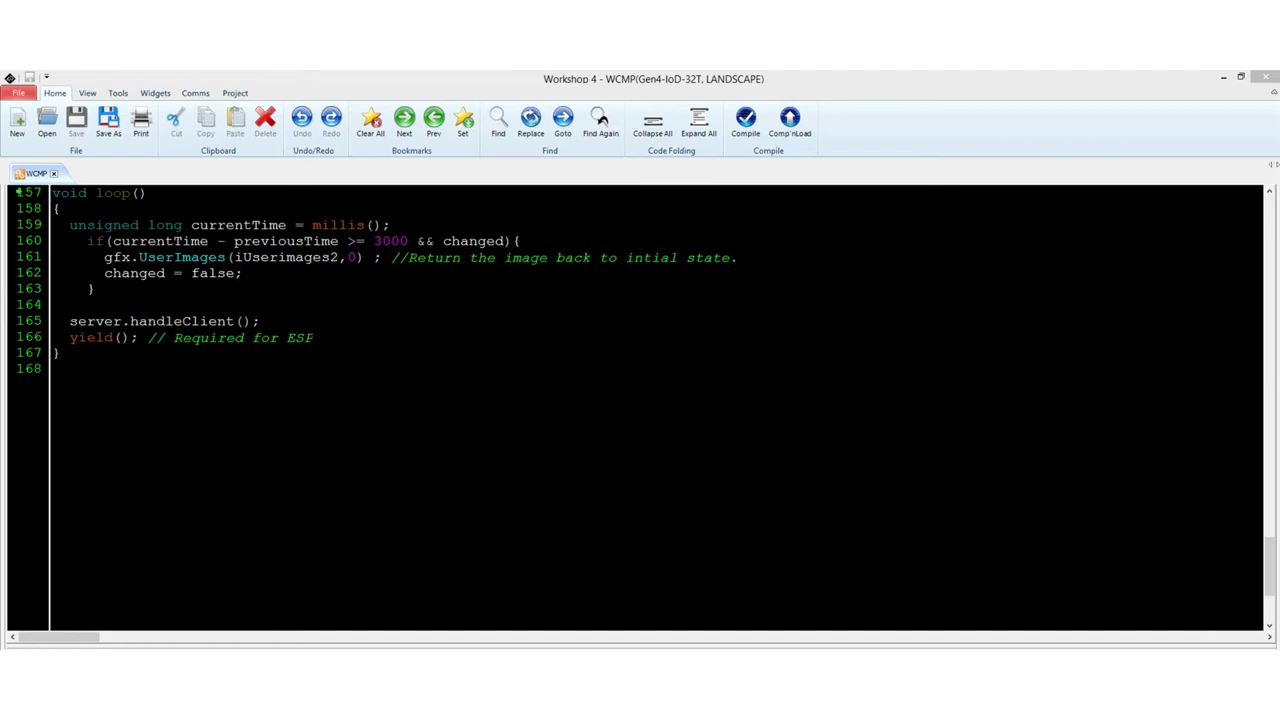 Workshop 4 - WCMP(Gen4-IoD-32T, LANDSCAPE)
File Home View Tools Widgets Comms Project
New Open Save Save As Print Cut Copy Paste Delete Undo Redo Clear All Next Prev Set Find Replace Goto Find Again Collapse All Expand All Compile Comp'nLoad
File Clipboard Undo/Redo Bookmarks Find Code Folding Compile
WCMP
157 void loop()
158 {
159 unsigned long currentTime = millis();
160 if(currentTime - previousTime >= 3000 && changed){
161 gfx.UserImages(iUserimages2,0) ; //Return the image back to intial state.
162 changed = false;
163 }
164
165 server.handleClient();
166 yield(); // Required for ESP
167 }
168